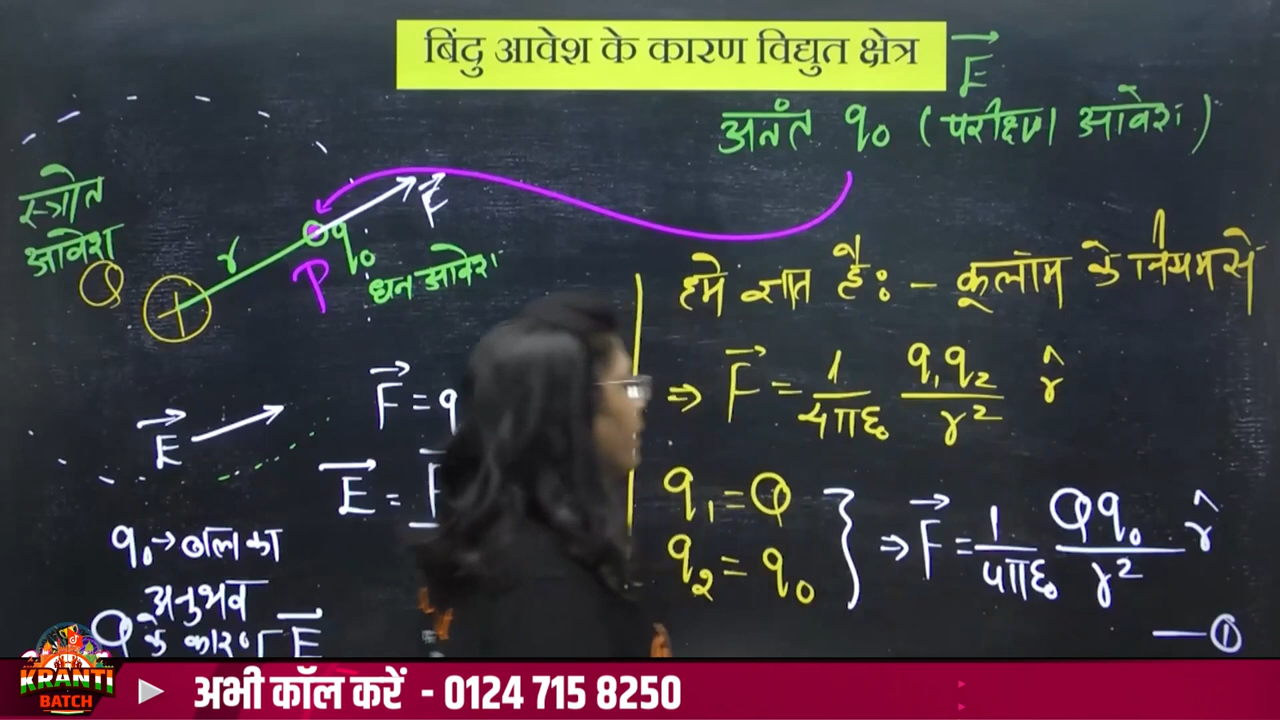 बिंदु आवेश के कारण विद्युत क्षेत्र
E⃗
अनंत q₀ (परीक्षण आवेश)
स्त्रोत
आवेश
Q
r
P
q₀
F⃗
धन आवेश
हमे ज्ञात है:- कूलॉम के नियम से
⇒ F⃗ = 1/4πε₀ q₁q₂/r² r̂
F⃗ = q
E⃗
E⃗ =
q₁ = Q
q₂ = q₀ } ⇒ F⃗ = 1/4πε₀ Qq₀/r² r̂
— ①
q₀ → बल का
अनुभव
Q के कारण E⃗
KRANTI
BATCH
अभी कॉल करें - 0124 715 8250